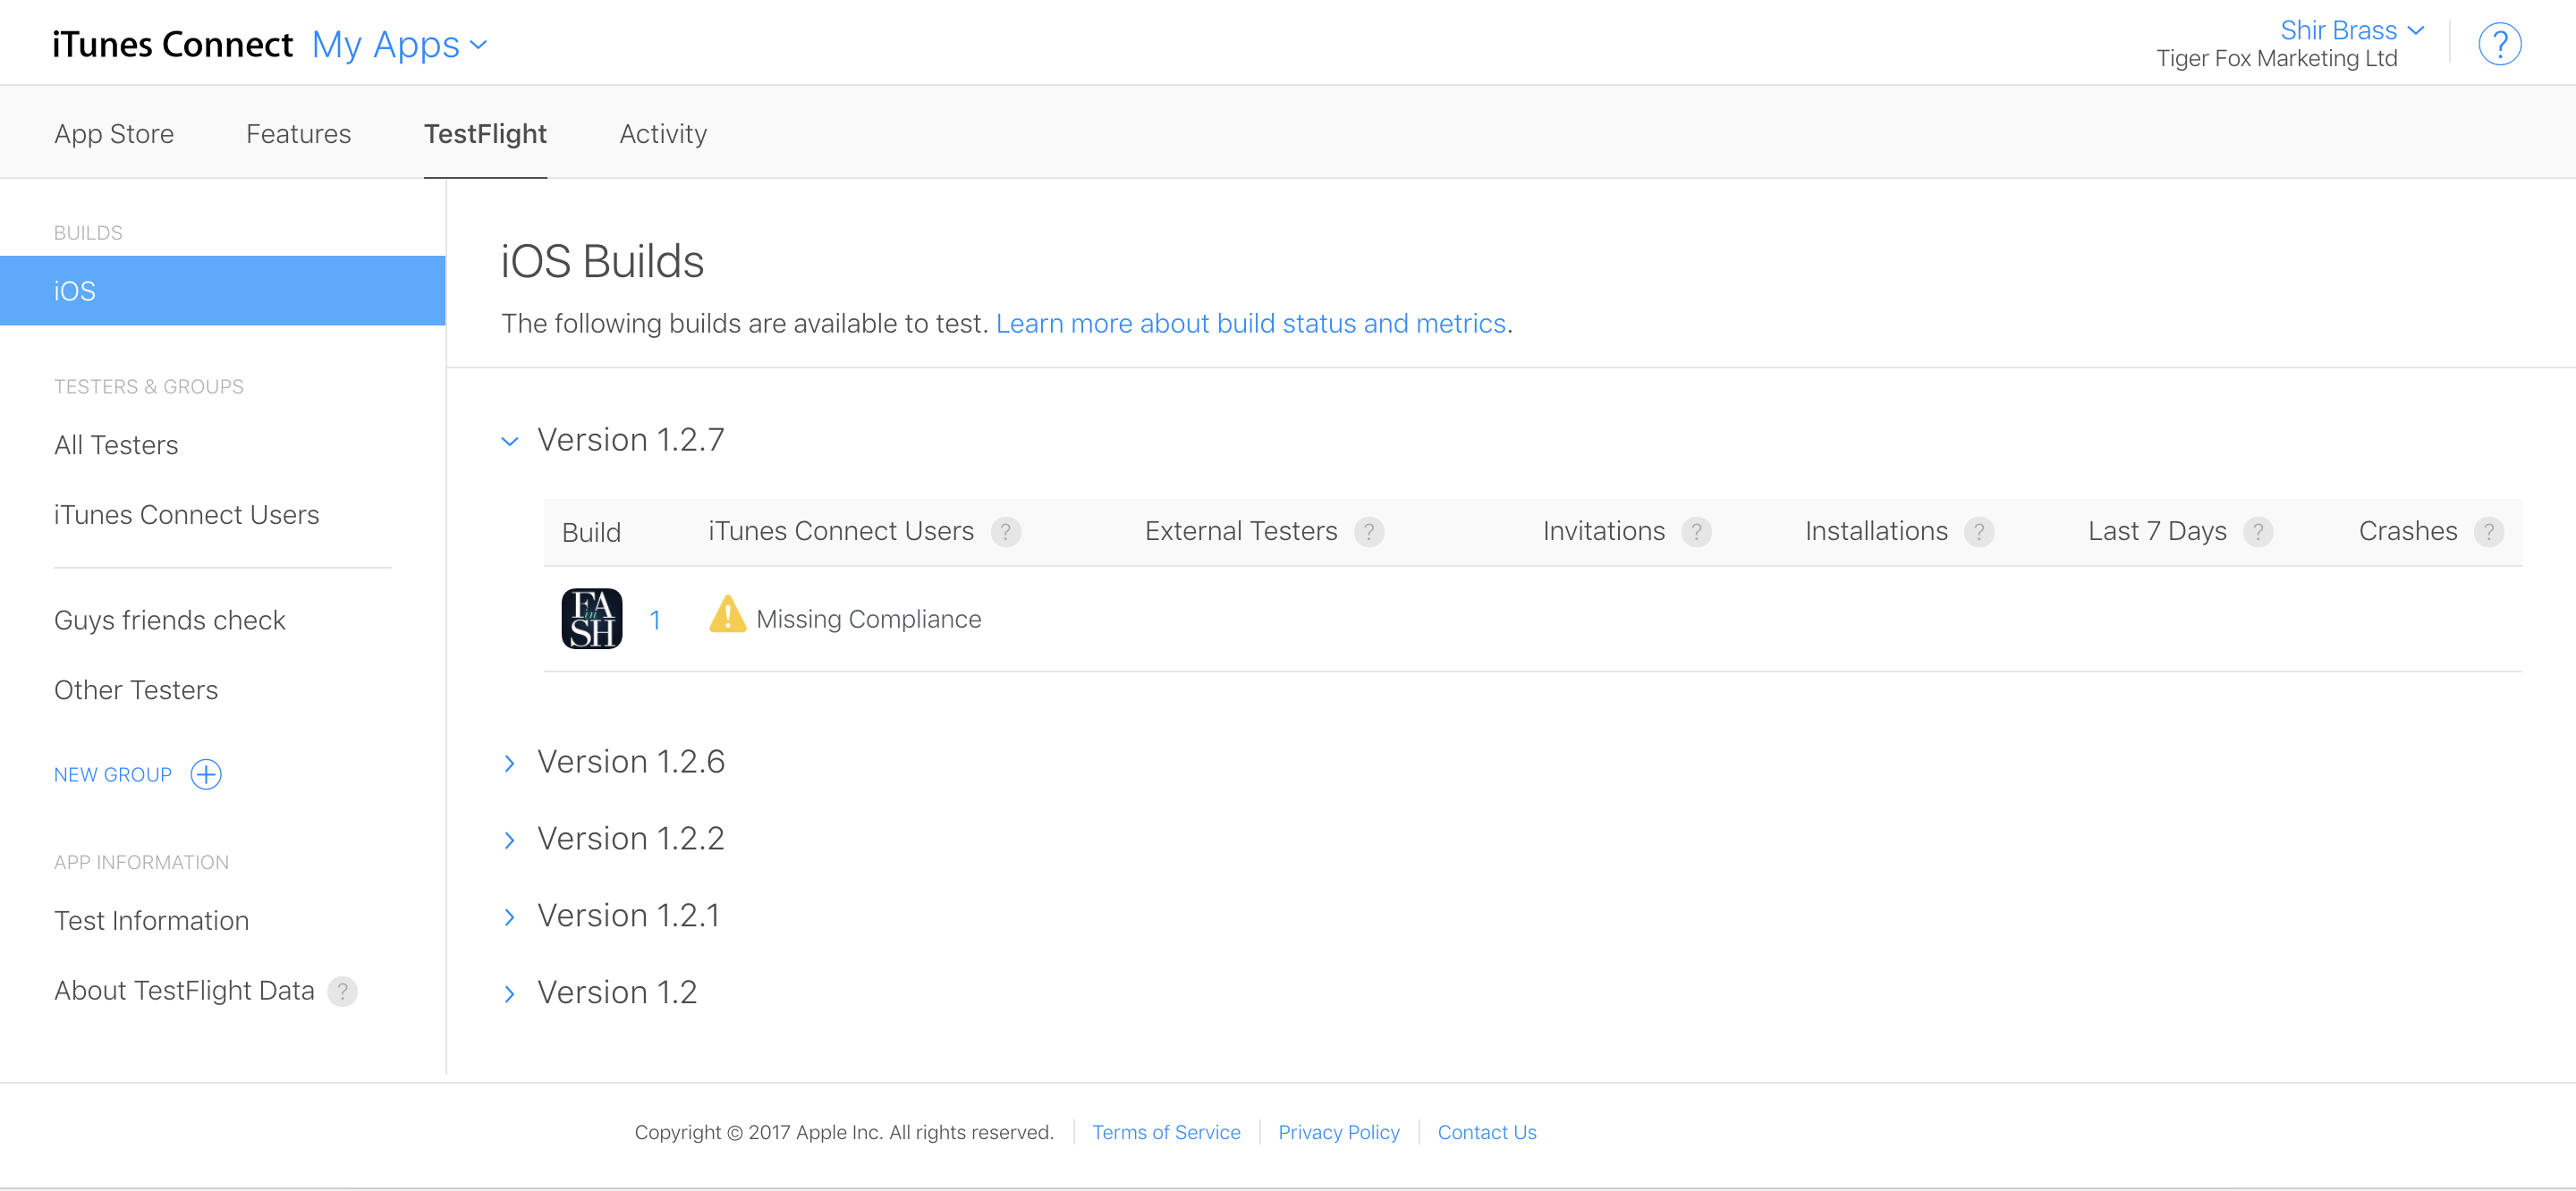 iTunes Connect My Apps
Shir Brass
Tiger Fox Marketing Ltd
?
App Store Features TestFlight Activity
BUILDS
iOS
TESTERS & GROUPS
All Testers
iTunes Connect Users
Guys friends check
Other Testers
NEW GROUP
APP INFORMATION
Test Information
About TestFlight Data ?
iOS Builds
The following builds are available to test. Learn more about build status and metrics.
Version 1.2.7
Build iTunes Connect Users ? External Testers ? Invitations ? Installations ? Last 7 Days ? Crashes ?
FA
in
SH
1 Missing Compliance
Version 1.2.6
Version 1.2.2
Version 1.2.1
Version 1.2
Copyright © 2017 Apple Inc. All rights reserved. Terms of Service Privacy Policy Contact Us